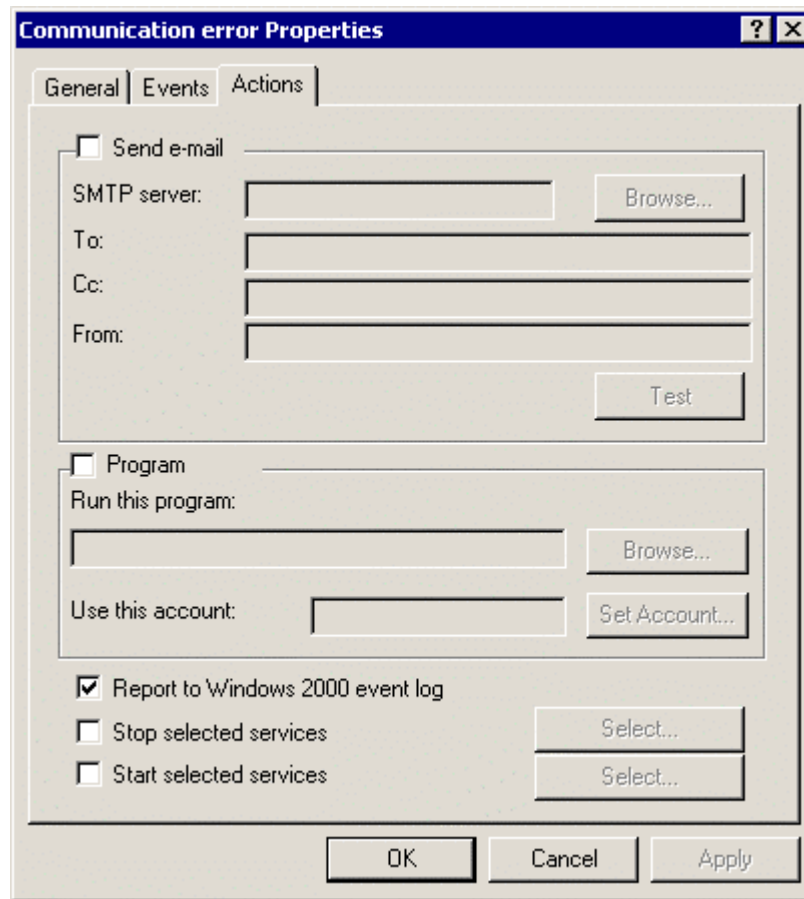 Communication error Properties
General Events Actions
Send e-mail
SMTP server: Browse...
To:
Cc:
From:
Test
Program
Run this program:
Browse...
Use this account: Set Account...
Report to Windows 2000 event log
Stop selected services Select...
Start selected services Select...
OK Cancel Apply